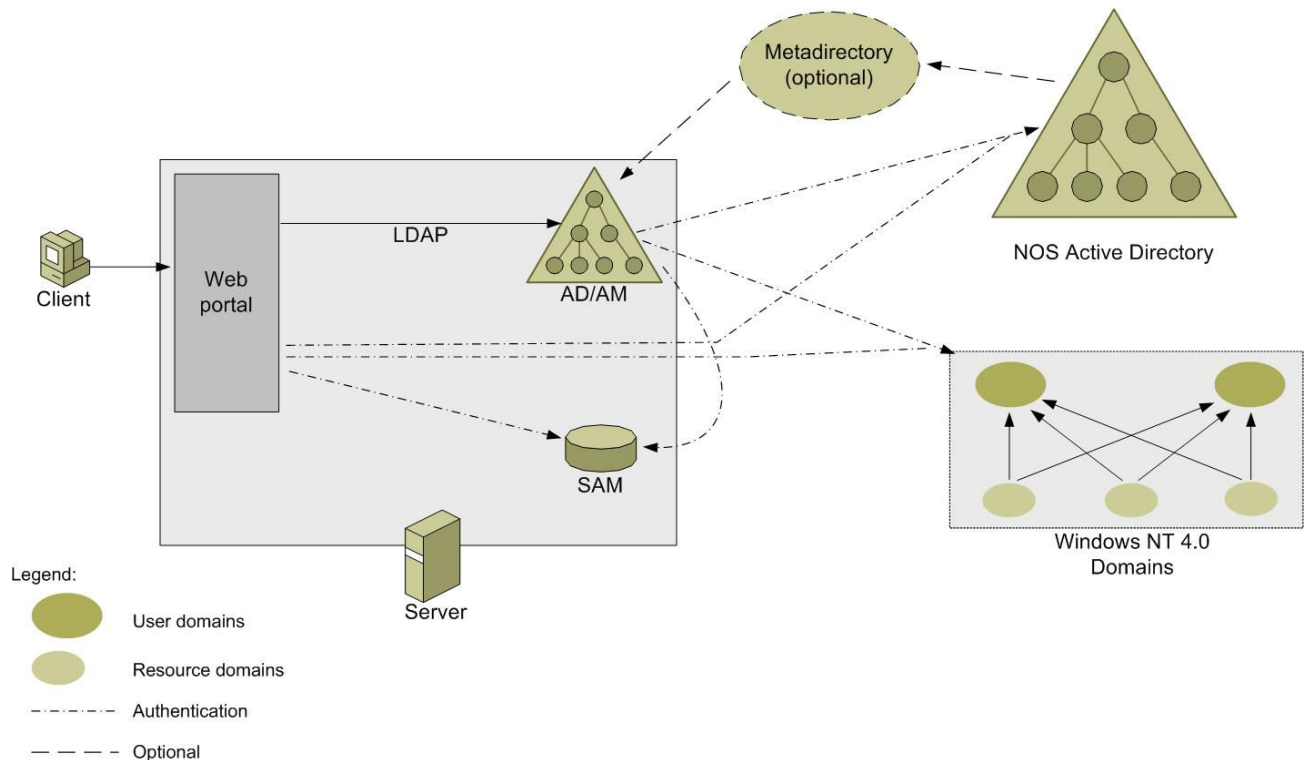 Metadirectory
(optional)
NOS Active Directory
LDAP
AD/AM
Web
portal
Client
SAM
Windows NT 4.0
Domains
Server
Legend:
User domains
Resource domains
Authentication
Optional